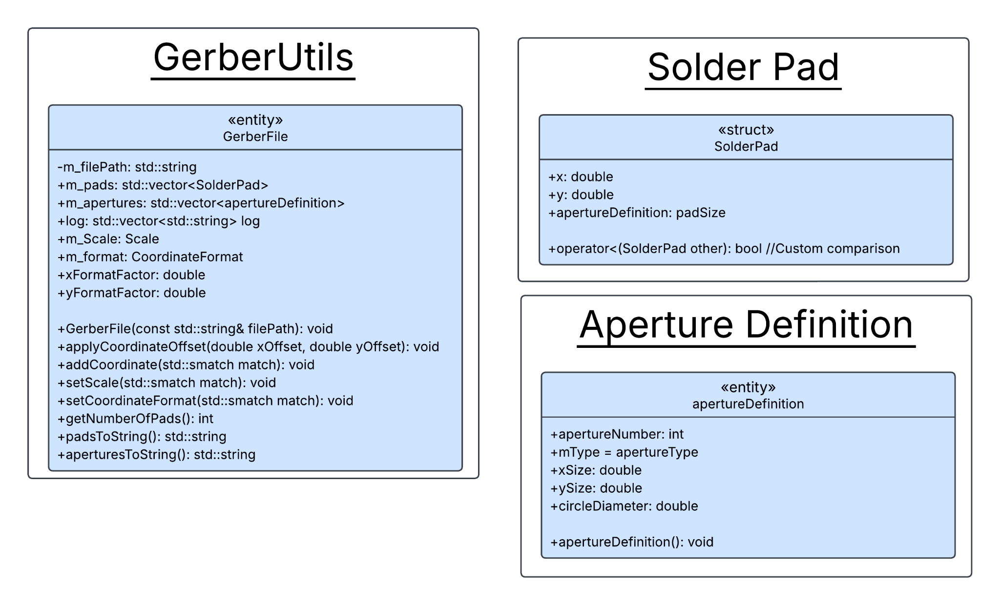 GerberUtils
«entity»
GerberFile
-m_filePath: std::string
+m_pads: std::vector<SolderPad>
+m_apertures: std::vector<apertureDefinition>
+log: std::vector<std::string> log
+m_Scale: Scale
+m_format: CoordinateFormat
+xFormatFactor: double
+yFormatFactor: double
+GerberFile(const std::string& filePath): void
+applyCoordinateOffset(double xOffset, double yOffset): void
+addCoordinate(std::smatch match): void
+setScale(std::smatch match): void
+setCoordinateFormat(std::smatch match): void
+getNumberOfPads(): int
+padsToString(): std::string
+aperturesToString(): std::string
Solder Pad
«struct»
SolderPad
+x: double
+y: double
+apertureDefinition: padSize
+operator<(SolderPad other): bool //Custom comparison
Aperture Definition
«entity»
apertureDefinition
+apertureNumber: int
+mType = apertureType
+xSize: double
+ySize: double
+circleDiameter: double
+apertureDefinition(): void